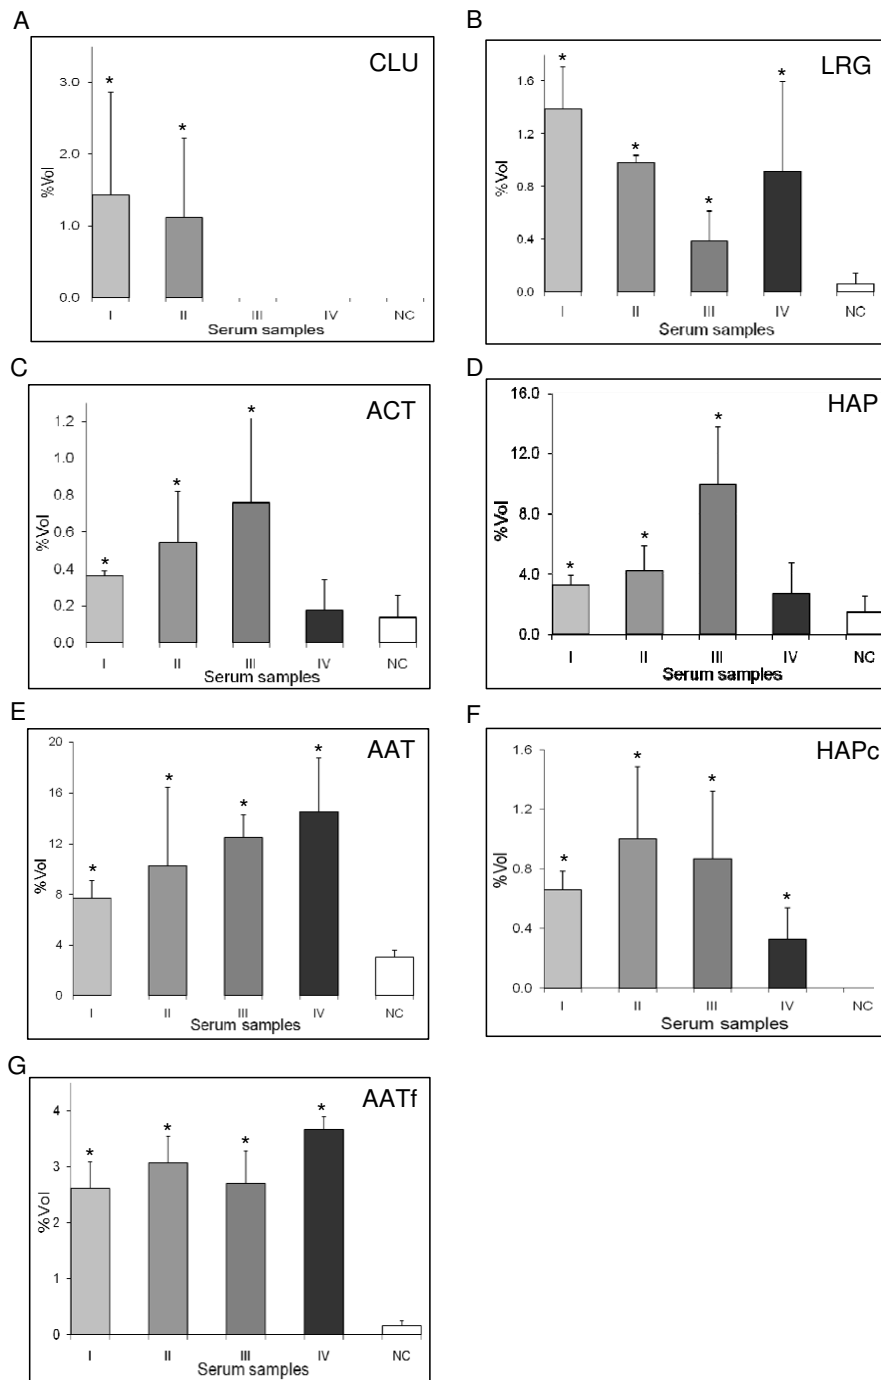 A
CLU
3.0
2.0
1.0
0.0
%Vol
* *
I II III IV NC
Serum samples
B
LRG
1.6
1.2
0.8
0.4
0.0
%Vol
* * * *
I II III IV NC
Serum samples
C
ACT
1.2
1.0
0.8
0.6
0.4
0.2
0.0
%Vol
* * *
I II III IV NC
Serum samples
D
HAP
16.0
12.0
8.0
4.0
0.0
%Vol
* * *
I II III IV NC
Serum samples
E
AAT
20
16
12
8
4
0
%Vol
* * * *
I II III IV NC
Serum samples
F
HAPc
1.6
1.2
0.8
0.4
0.0
%Vol
* * * *
I II III IV NC
Serum samples
G
AATf
4
3
2
1
0
%Vol
* * * *
I II III IV NC
Serum samples